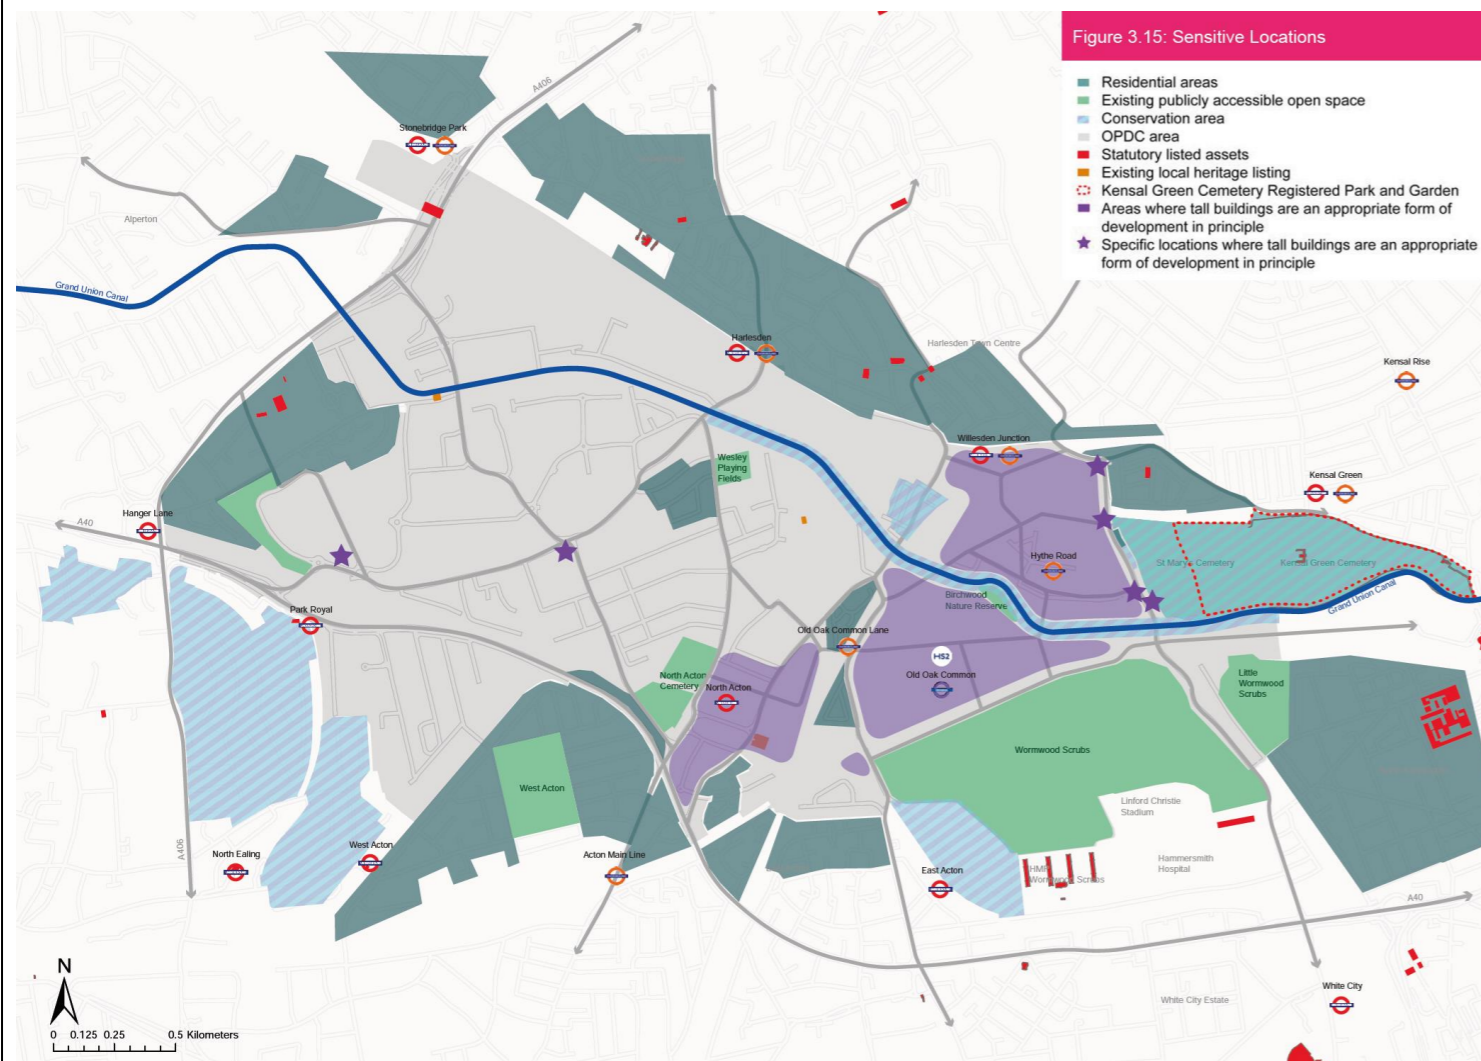 Figure 3.15: Sensitive Locations
Residential areas
Existing publicly accessible open space
Conservation area
OPDC area
Statutory listed assets
Existing local heritage listing
Kensal Green Cemetery Registered Park and Garden
Areas where tall buildings are an appropriate form of
development in principle
Specific locations where tall buildings are an appropriate
form of development in principle
A406
Stonebridge Park
Alperton
Grand Union Canal
Harlesden
Harlesden Town Centre
Kensal Rise
Willesden Junction
Wesley
Playing
Fields
Kensal Green
Hanger Lane
A40
Hythe Road
St Mary's Cemetery
Kensal Green Cemetery
Birchwood
Nature Reserve
Grand Union Canal
Park Royal
Old Oak Common Lane
HS2
Old Oak Common
North Acton
Cemetery
North Acton
Little
Wormwood
Scrubs
Wormwood Scrubs
West Acton
Linford Christie
Stadium
A406
North Ealing
West Acton
Acton Main Line
East Acton
HMP
Wormwood Scrubs
Hammersmith
Hospital
A40
N
White City
White City Estate
0 0.125 0.25 0.5 Kilometers